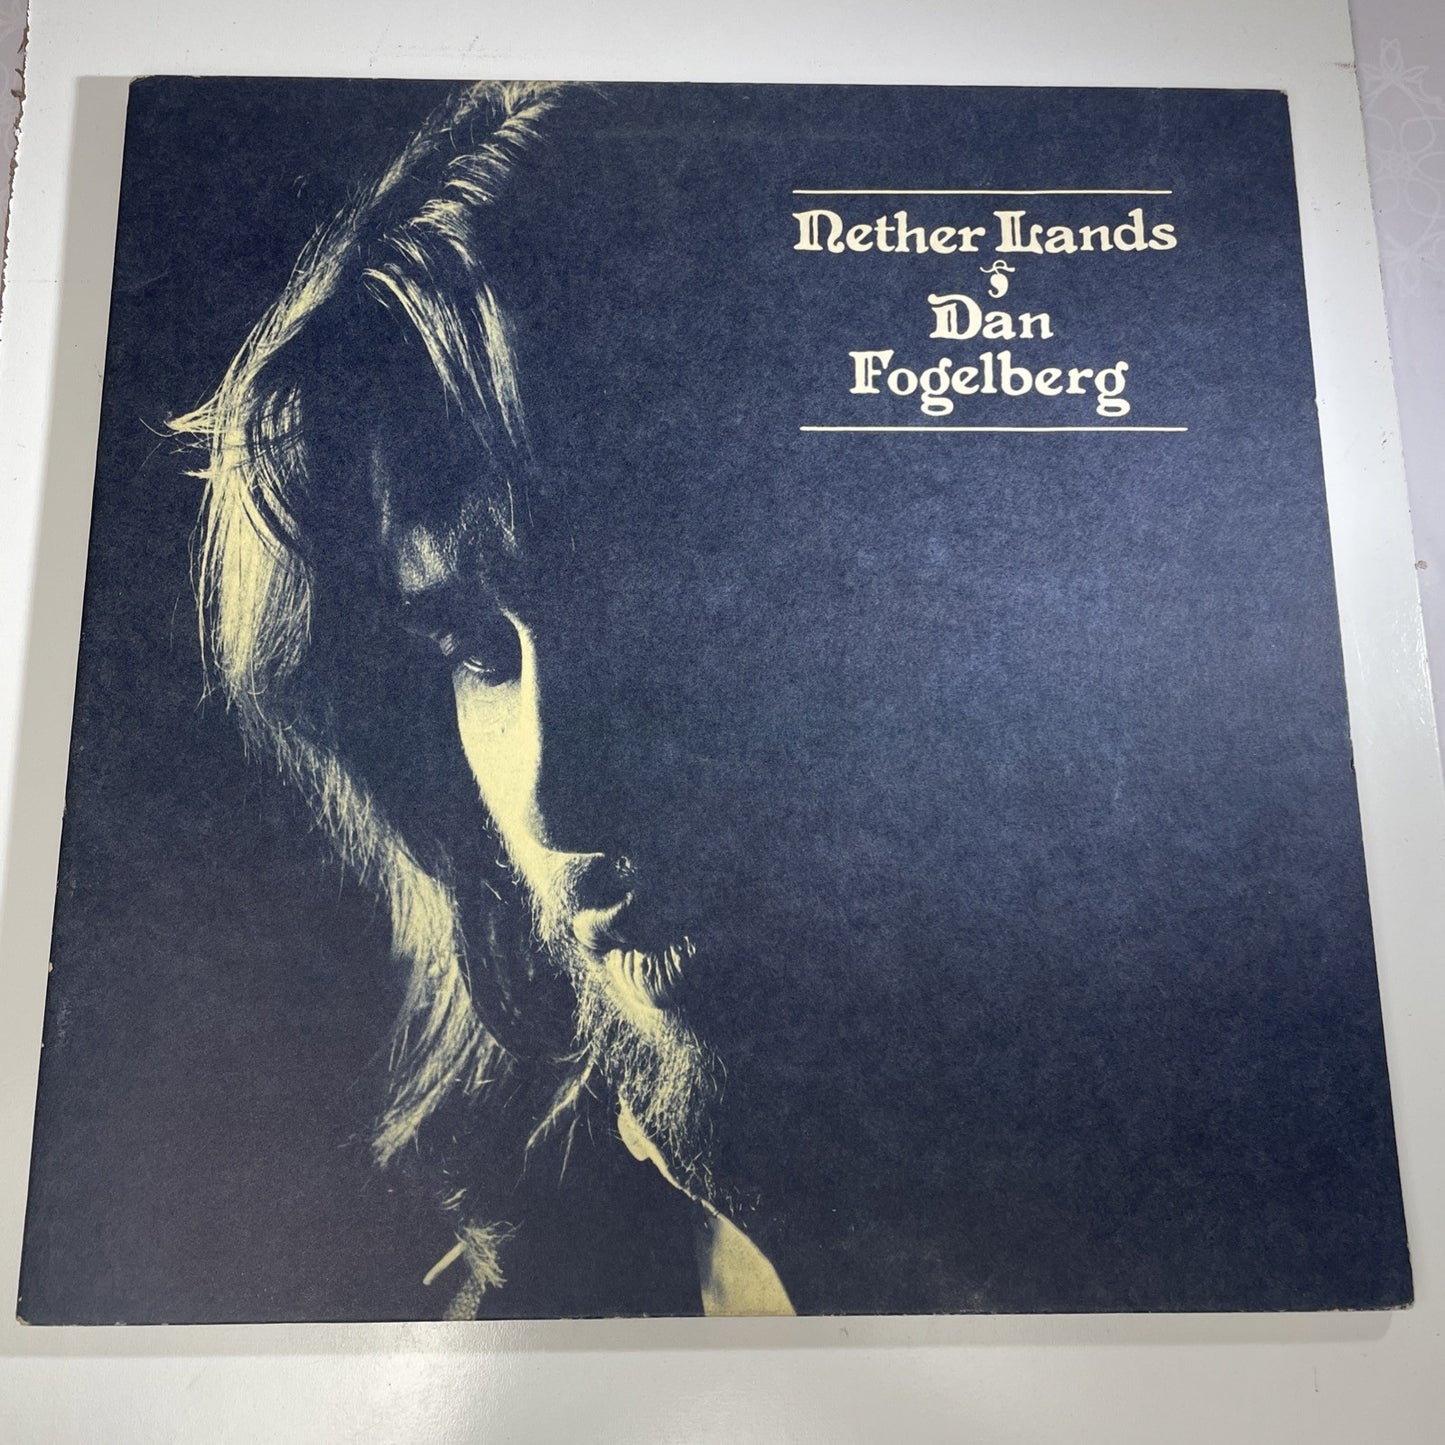 Nether Lands
Dan
Fogelberg